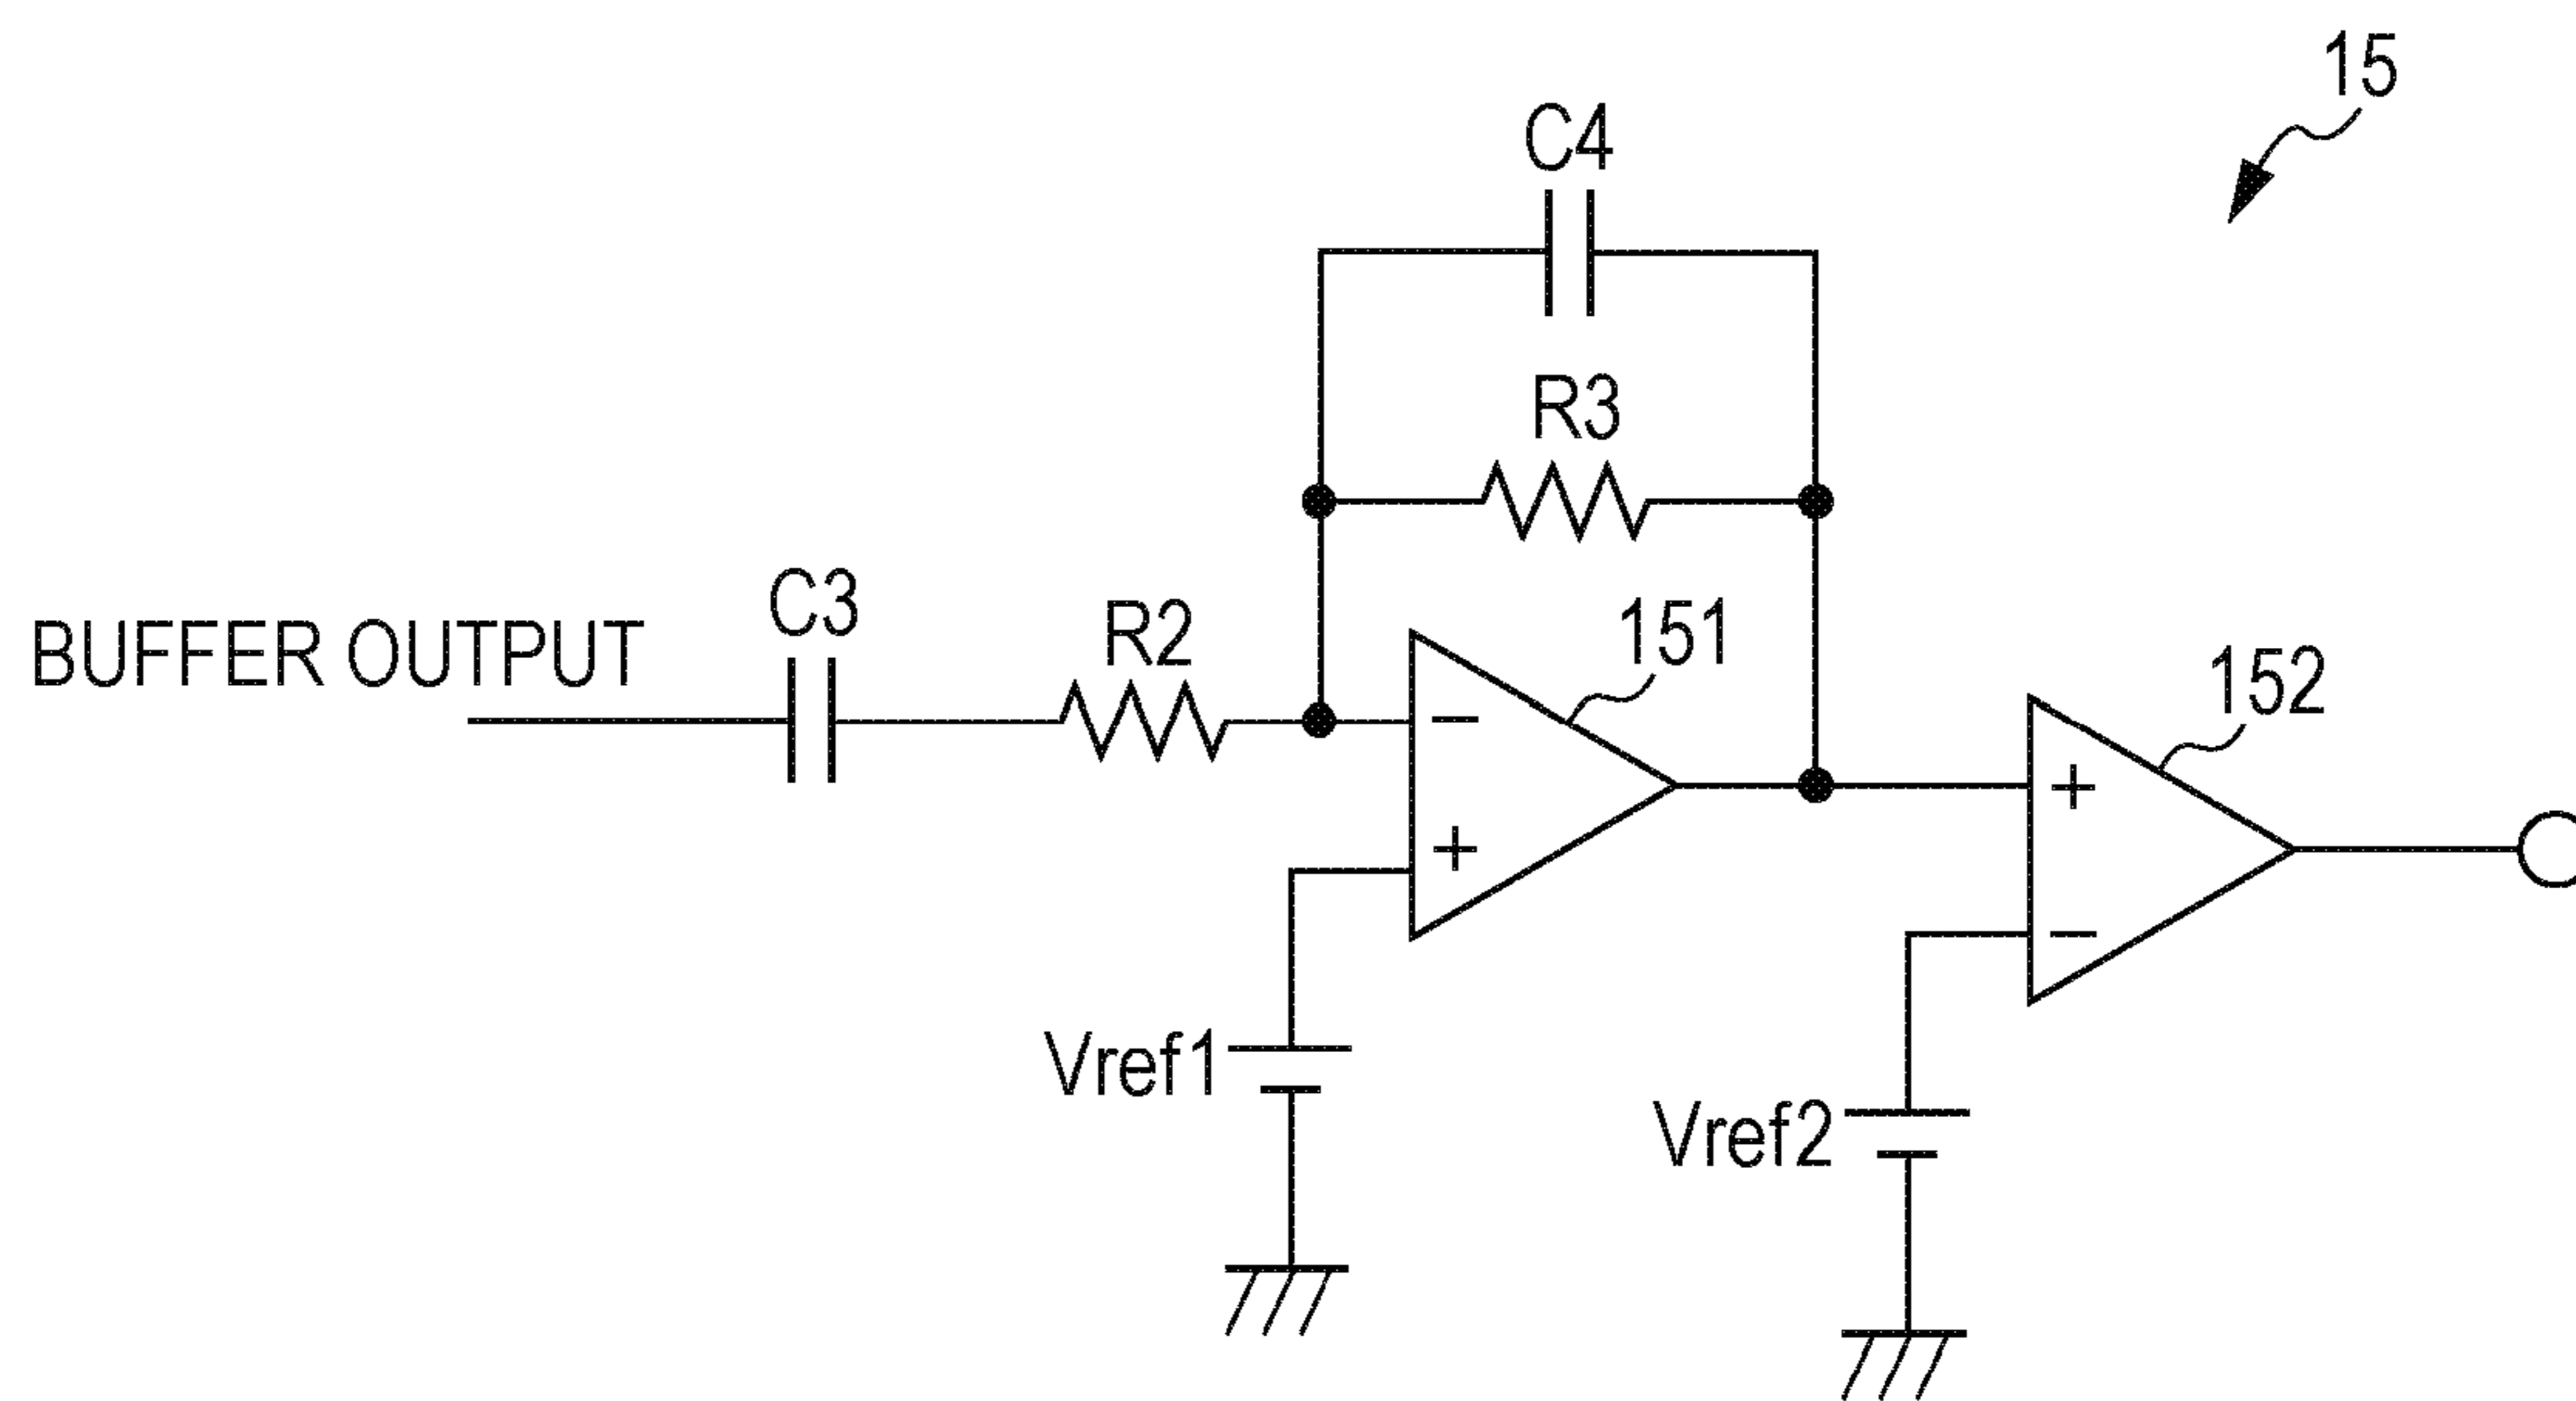 15
C4
R3
C3
BUFFER OUTPUT
R2
151
152
−
+
+
−
Vref1
Vref2